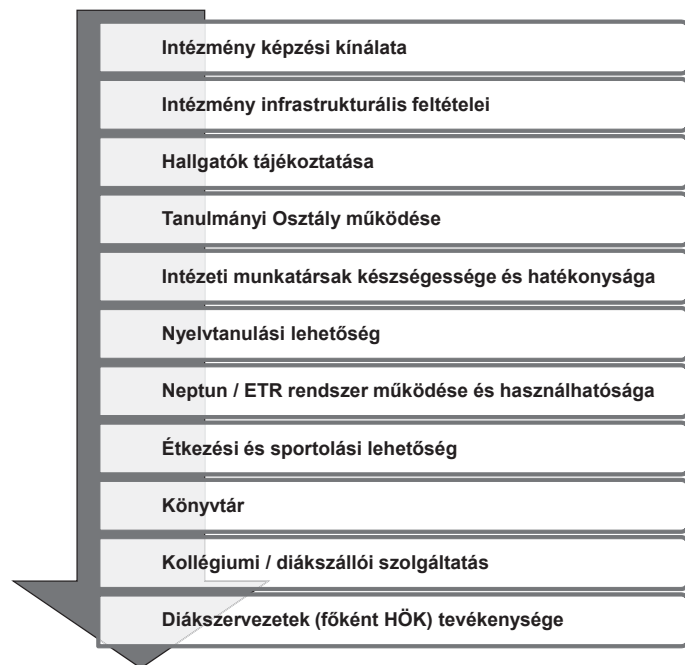 Intézmény képzési kínálata
Intézmény infrastrukturális feltételei
Hallgatók tájékoztatása
Tanulmányi Osztály működése
Intézeti munkatársak készségessége és hatékonysága
Nyelvtanulási lehetőség
Neptun / ETR rendszer működése és használhatósága
Étkezési és sportolási lehetőség
Könyvtár
Kollégiumi / diákszállói szolgáltatás
Diákszervezetek (főként HÖK) tevékenysége